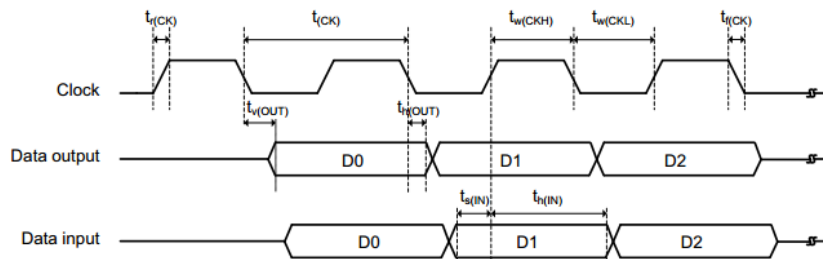 tr(CK) t(CK) tw(CKH) tw(CKL) tf(CK)
Clock
tv(OUT) th(OUT)
Data output D0 D1 D2
ts(IN) th(IN)
Data input D0 D1 D2